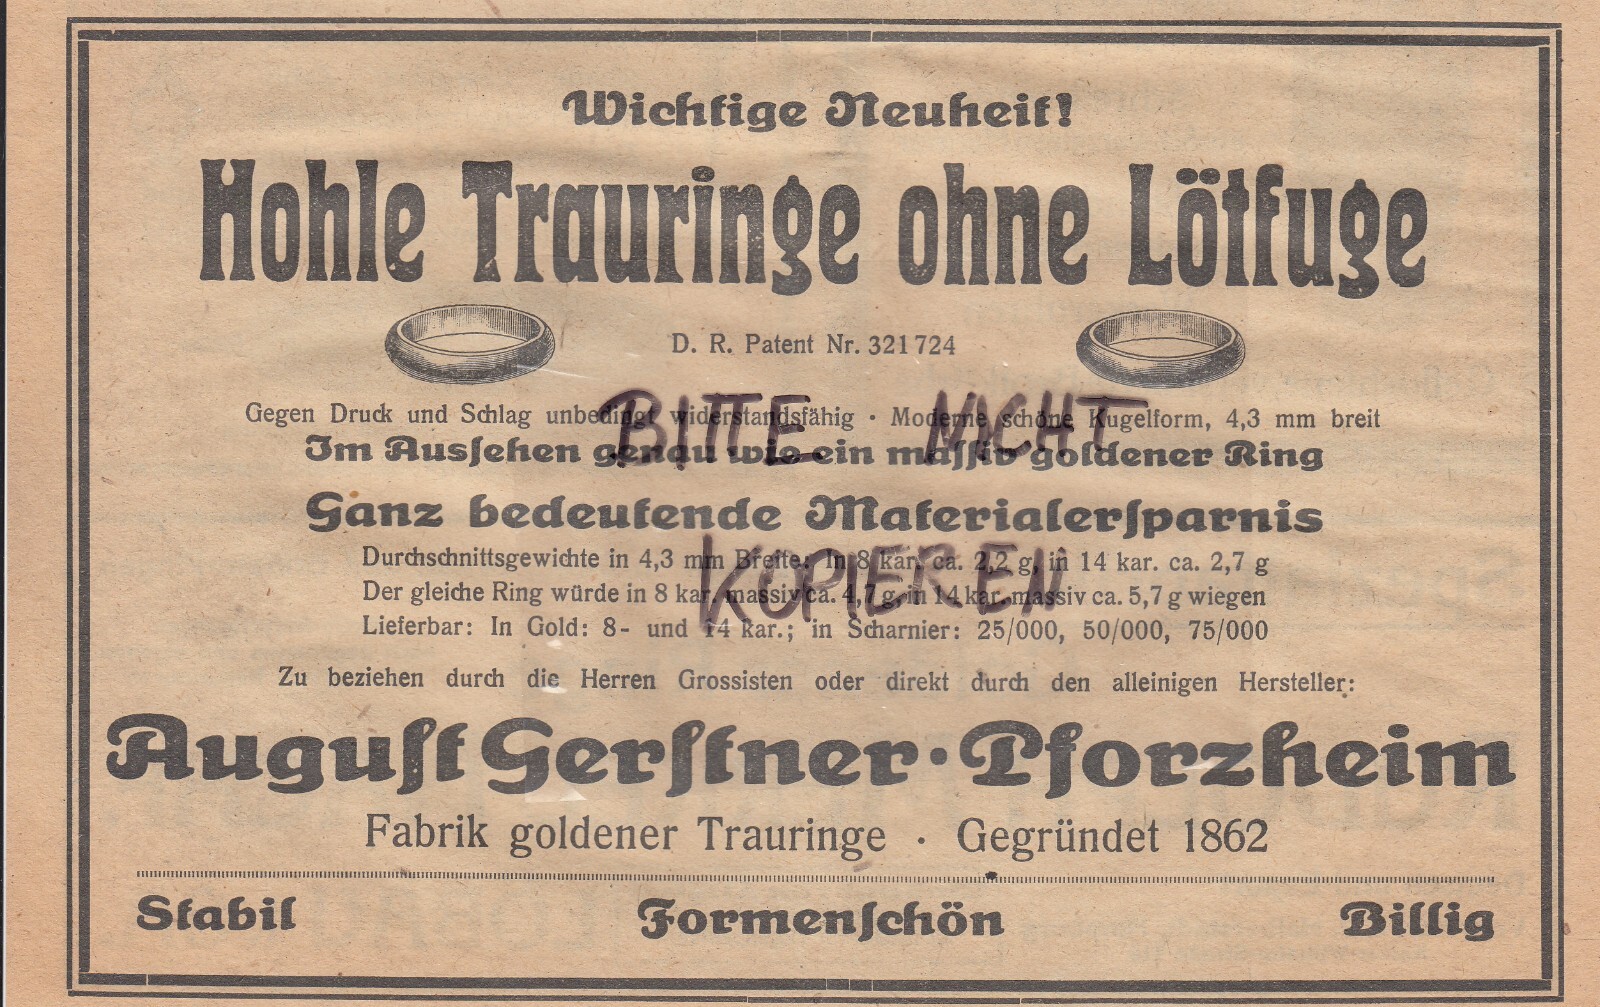 Wichtige Neuheit!
Hohle Trauringe ohne Lötfuge
D. R. Patent Nr. 321724
Gegen Druck und Schlag unbedingt widerstandsfähig · Moderne schöne Kugelform, 4,3 mm breit
BITTE NICHT
Im Ausſehen genau wie ein maſſiv goldener Ring
Ganz bedeutende Materialerſparnis
Durchschnittsgewichte in 4,3 mm Breite: In 8 kar. ca. 2,2 g, in 14 kar. ca. 2,7 g
KOPIEREN
Der gleiche Ring würde in 8 kar. massiv ca. 4,7 g, in 14 kar. massiv ca. 5,7 g wiegen
Lieferbar: In Gold: 8- und 14 kar.; in Scharnier: 25/000, 50/000, 75/000
Zu beziehen durch die Herren Grossisten oder direkt durch den alleinigen Hersteller:
Auguſt Gerſtner · Pforzheim
Fabrik goldener Trauringe · Gegründet 1862
Stabil Formenſchön Billig